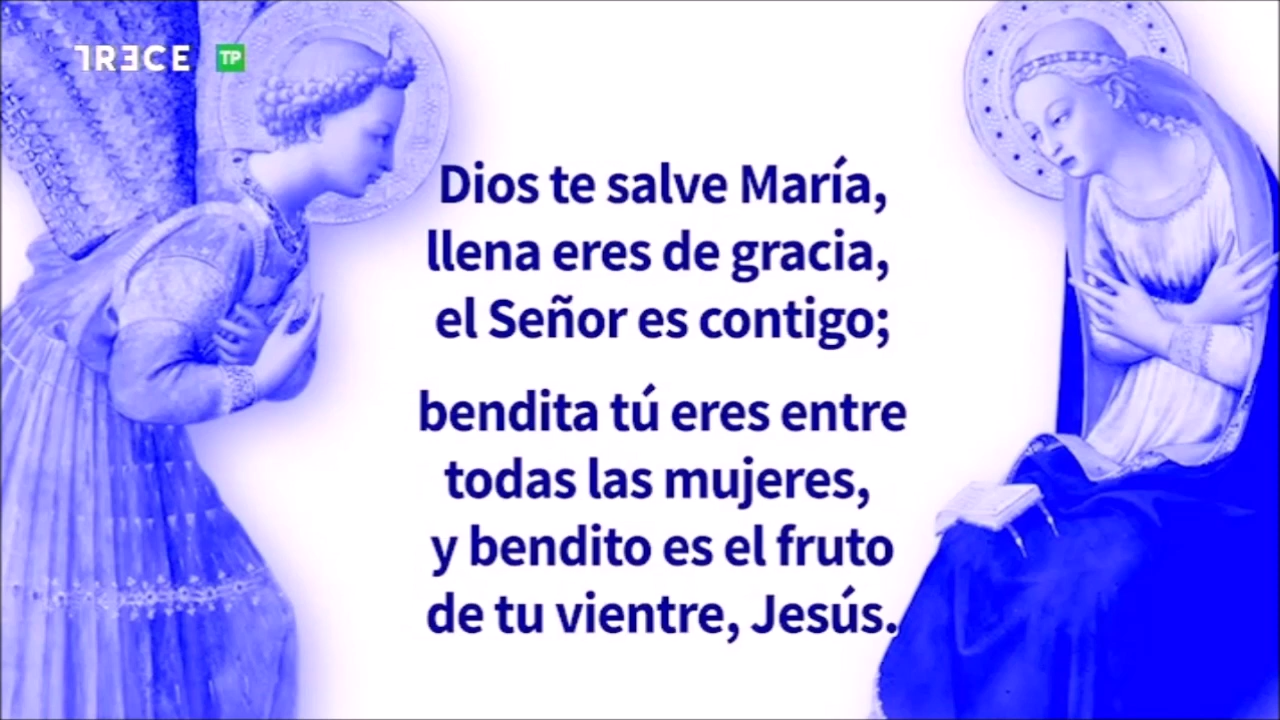 TRECE TP
Dios te salve María,
llena eres de gracia,
el Señor es contigo;
bendita tú eres entre
todas las mujeres,
y bendito es el fruto
de tu vientre, Jesús.